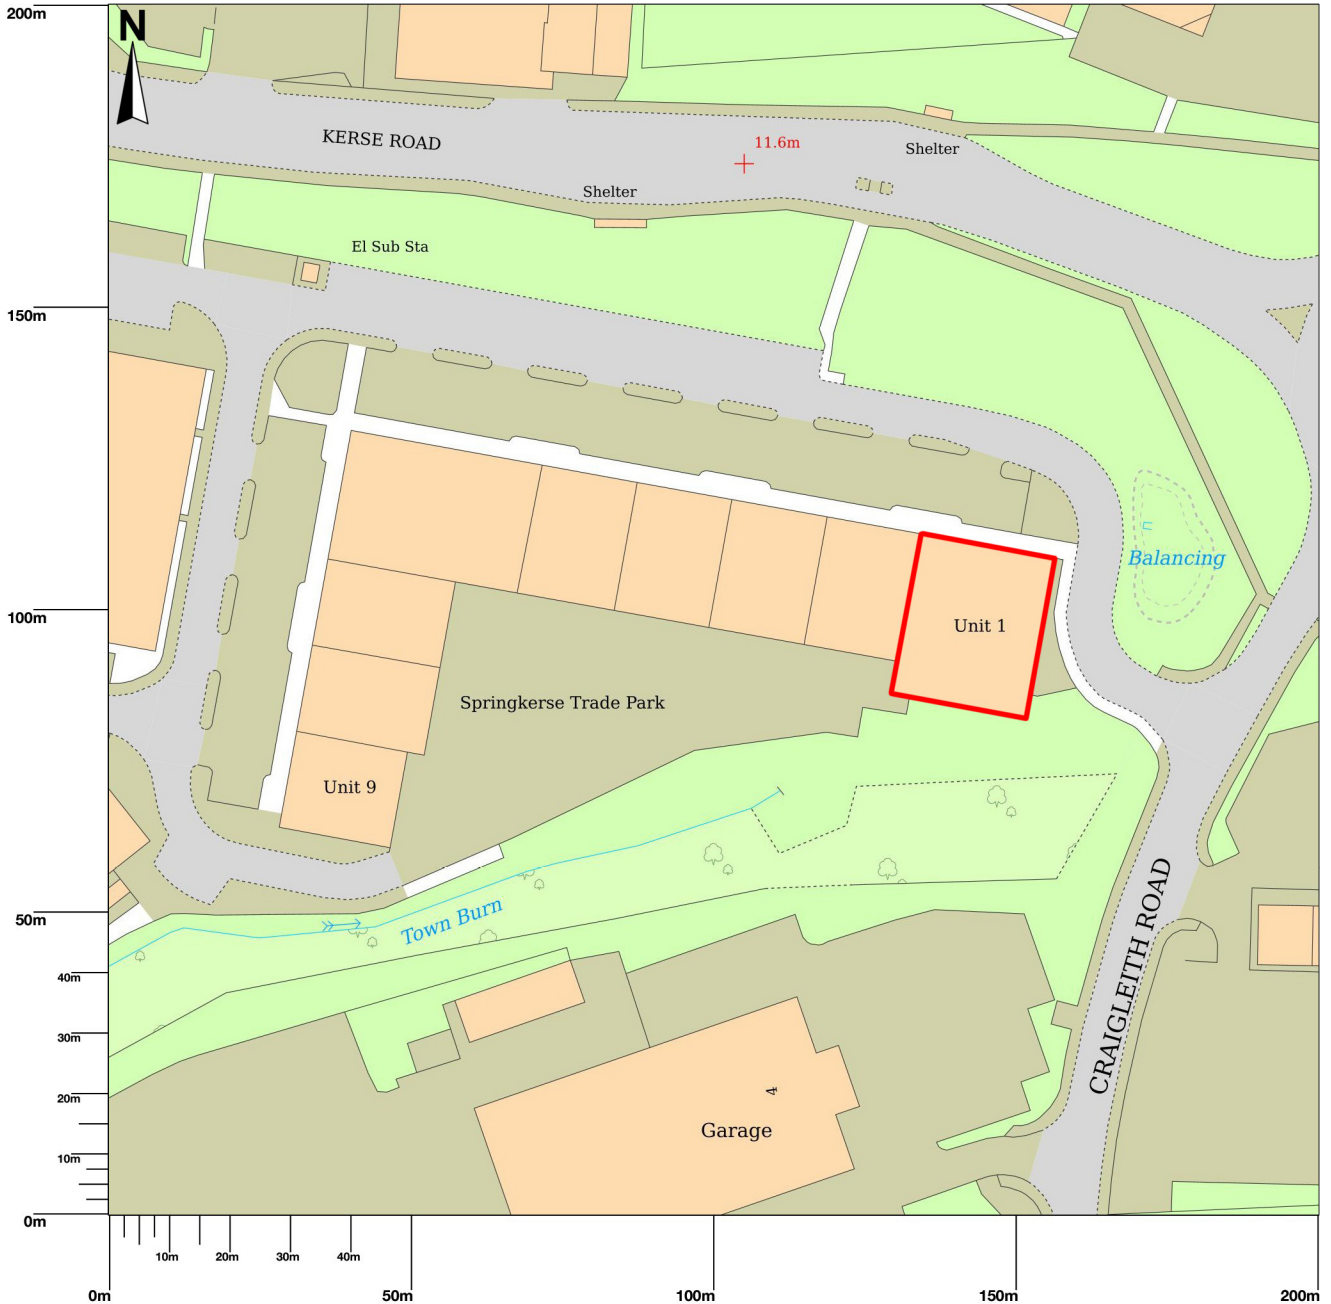 200m
N
KERSE ROAD
11.6m
Shelter
Shelter
El Sub Sta
150m
Balancing
100m
Unit 1
Springkerse Trade Park
Unit 9
50m
Town Burn
40m
30m
CRAIGLEITH ROAD
20m
4
Garage
10m
0m
10m
20m
30m
40m
0m
50m
100m
150m
200m